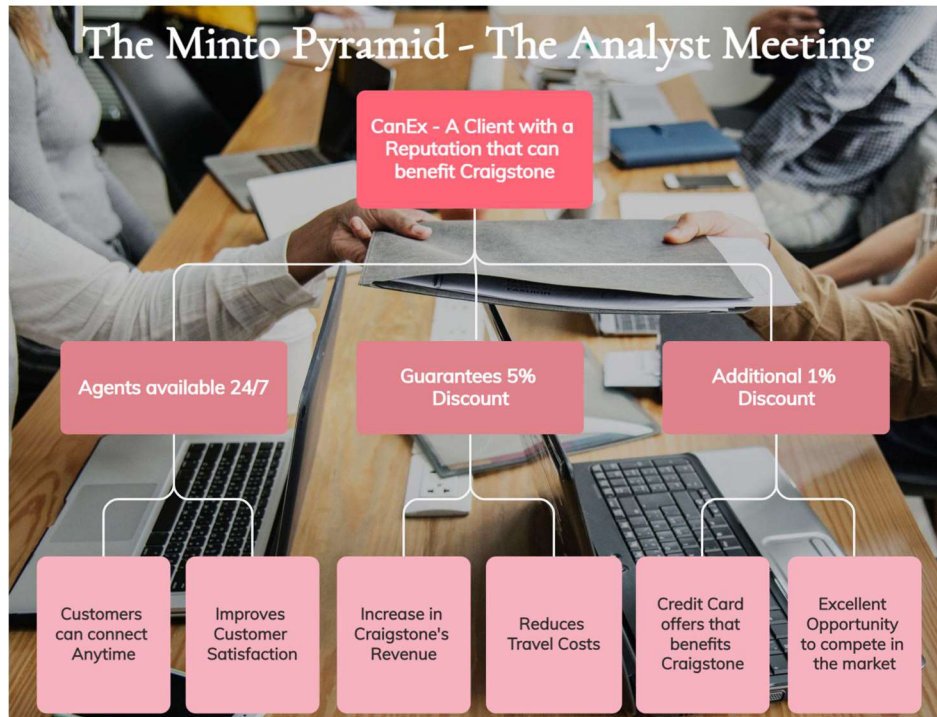 The Minto Pyramid - The Analyst Meeting
CanEx - A Client with a
Reputation that can
benefit Craigstone
Agents available 24/7
Guarantees 5%
Discount
Additional 1%
Discount
Customers
can connect
Anytime
Improves
Customer
Satisfaction
Increase in
Craigstone's
Revenue
Reduces
Travel Costs
Credit Card
offers that
benefits
Craigstone
Excellent
Opportunity
to compete in
the market